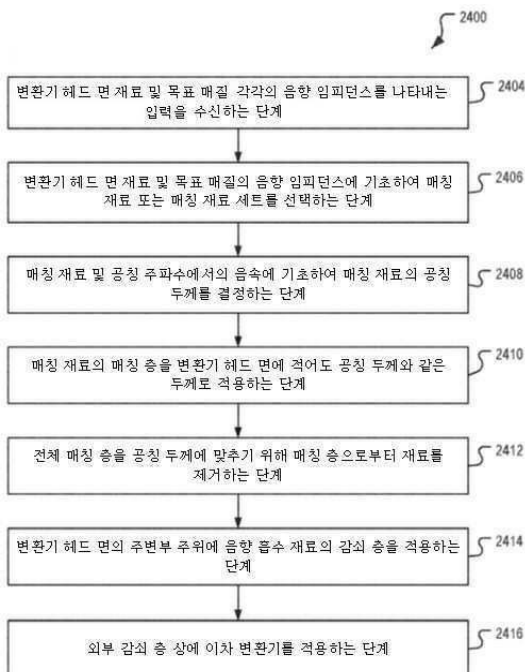 2400
변환기 헤드 면 재료 및 목표 매질 각각의 음향 임피던스를 나타내는
입력을 수신하는 단계
2404
변환기 헤드 면 재료 및 목표 매질의 음향 임피던스에 기초하여 매칭
재료 또는 매칭 재료 세트를 선택하는 단계
2406
매칭 재료 및 공칭 주파수에서의 음속에 기초하여 매칭 재료의 공칭
두께를 결정하는 단계
2408
매칭 재료의 매칭 층을 변환기 헤드 면에 적어도 공칭 두께와 같은
두께로 적용하는 단계
2410
전체 매칭 층을 공칭 두께에 맞추기 위해 매칭 층으로부터 재료를
제거하는 단계
2412
변환기 헤드 면의 주변부 주위에 음향 흡수 재료의 감쇠 층을 적용하는
단계
2414
외부 감쇠 층 상에 이차 변환기를 적용하는 단계
2416